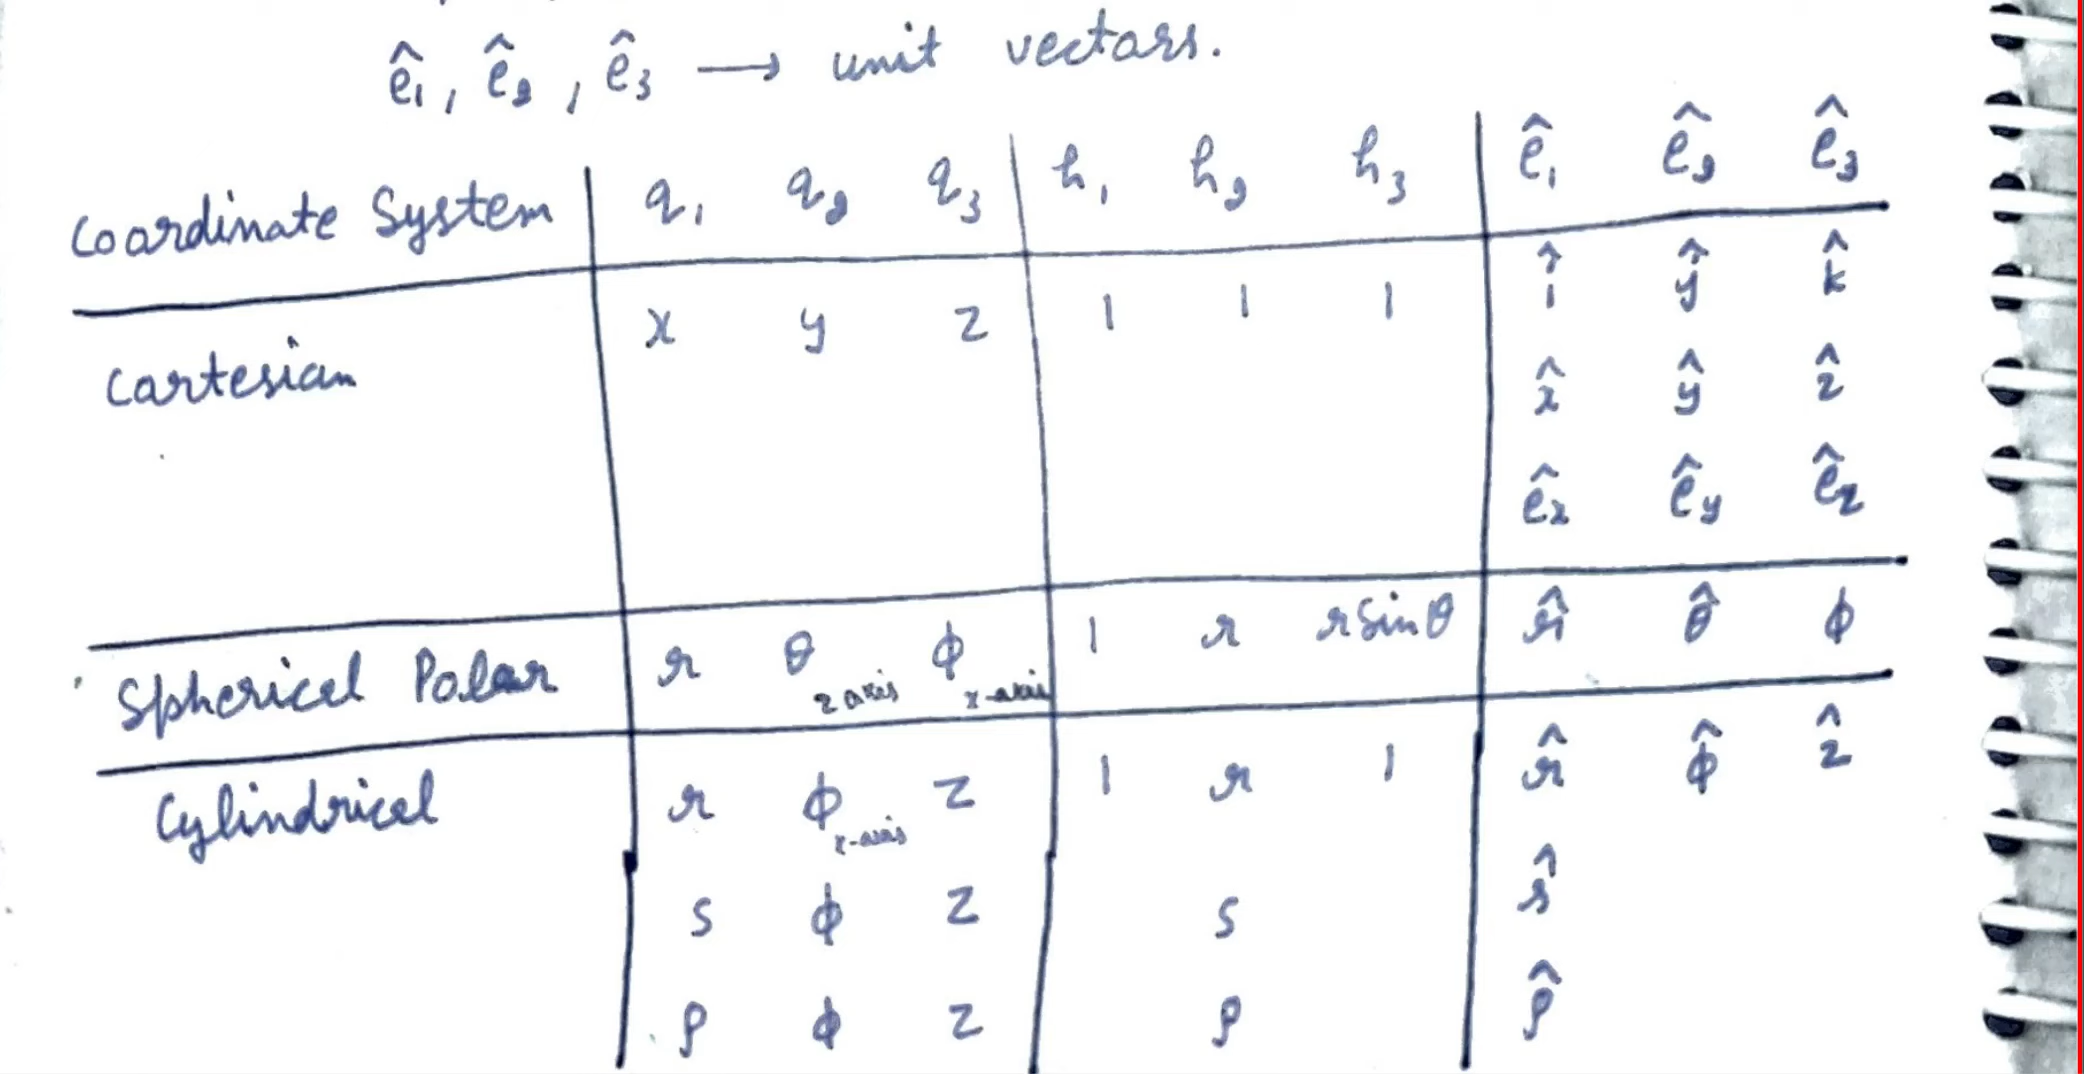 ê₁, ê₂, ê₃ → unit vectors.
Coordinate System | q₁ q₂ q₃ | h₁ h₂ h₃ | ê₁ ê₂ ê₃
Cartesian | x y z | 1 1 1 | î ŷ k̂
x̂ ŷ ẑ
êₓ ê_y ê_z
Spherical Polar | r θ z axis ϕ x-axis | 1 r rSinθ | r̂ θ̂ ϕ
Cylindrical | r ϕ x-axis z | 1 r 1 | r̂ ϕ̂ ẑ
s ϕ z | s | ŝ
ρ ϕ z | ρ | ρ̂